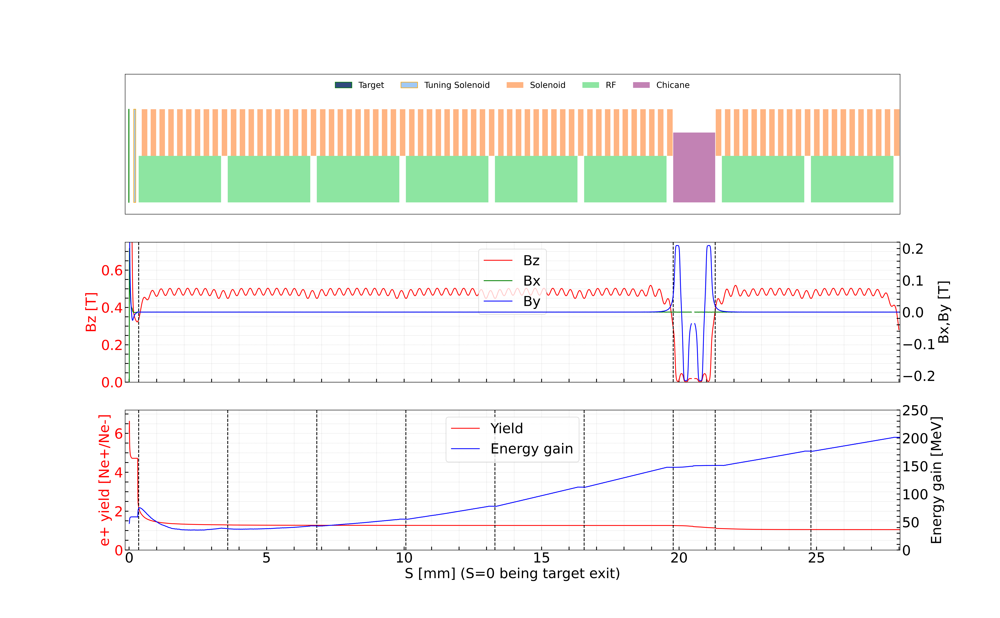 Target Tuning Solenoid Solenoid RF Chicane
Bz [T]
0.6
0.4
0.2
0.0
Bz
Bx
By
0.2
0.1
0.0
−0.1
−0.2
Bx,By [T]
e+ yield [Ne+/Ne-]
6
4
2
0
Yield
Energy gain
250
200
150
100
50
0
Energy gain [MeV]
0 5 10 15 20 25
S [mm] (S=0 being target exit)